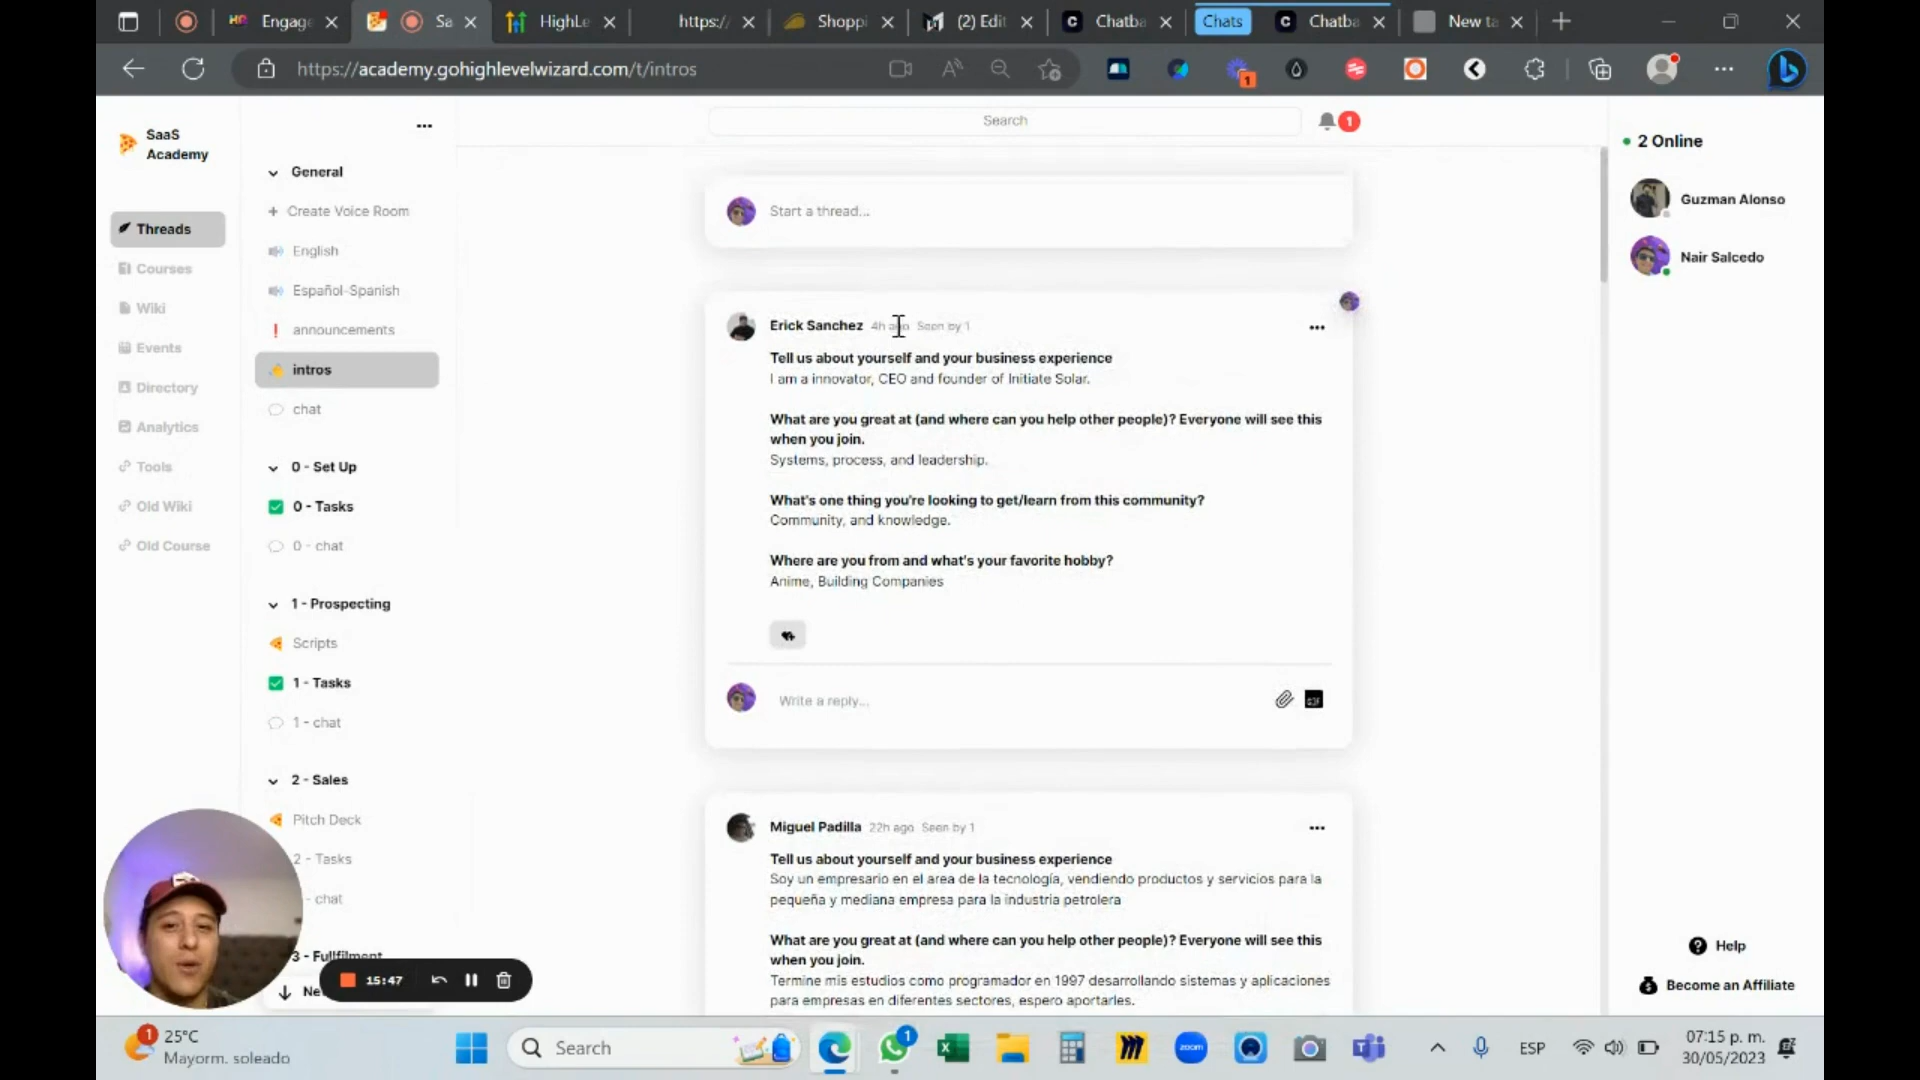 Engage
Sa
HighLe
https:/
Shoppi
(2) Edit
Chatba
Chats
Chatba
New ta
https://academy.gohighlevelwizard.com/t/intros
1
SaaS
Academy
Threads
Courses
Wiki
Events
Directory
Analytics
Tools
Old Wiki
Old Course
General
Create Voice Room
English
Español-Spanish
announcements
intros
chat
0 - Set Up
0 - Tasks
0 - chat
1 - Prospecting
Scripts
1 - Tasks
1 - chat
2 - Sales
Pitch Deck
2 - Tasks
- chat
3 - Fullfilment
Ne
15:47
Search
1
Start a thread...
Erick Sanchez 4h ago Seen by 1
Tell us about yourself and your business experience
I am a innovator, CEO and founder of Initiate Solar.
What are you great at (and where can you help other people)? Everyone will see this
when you join.
Systems, process, and leadership.
What's one thing you're looking to get/learn from this community?
Community, and knowledge.
Where are you from and what's your favorite hobby?
Anime, Building Companies
Write a reply...
GIF
Miguel Padilla 22h ago Seen by 1
Tell us about yourself and your business experience
Soy un empresario en el area de la tecnología, vendiendo productos y servicios para la
pequeña y mediana empresa para la industria petrolera
What are you great at (and where can you help other people)? Everyone will see this
when you join.
Termine mis estudios como programador en 1997 desarrollando sistemas y aplicaciones
para empresas en diferentes sectores, espero aportarles.
2 Online
Guzman Alonso
Nair Salcedo
Help
Become an Affiliate
1
25°C
Mayorm. soleado
Search
1
zoom
ESP
07:15 p. m.
30/05/2023